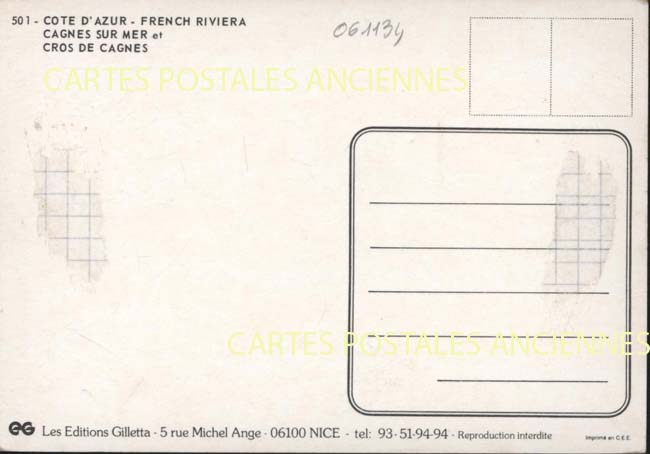 501 - COTE D'AZUR - FRENCH RIVIERA
CAGNES SUR MER et
CROS DE CAGNES
061134
CARTES POSTALES ANCIENNES
CARTES POSTALES ANCIENNES
GG Les Editions Gilletta - 5 rue Michel Ange - 06100 NICE - tel: 93-51-94-94 - Reproduction interdite
Imprimé en C.E.E.